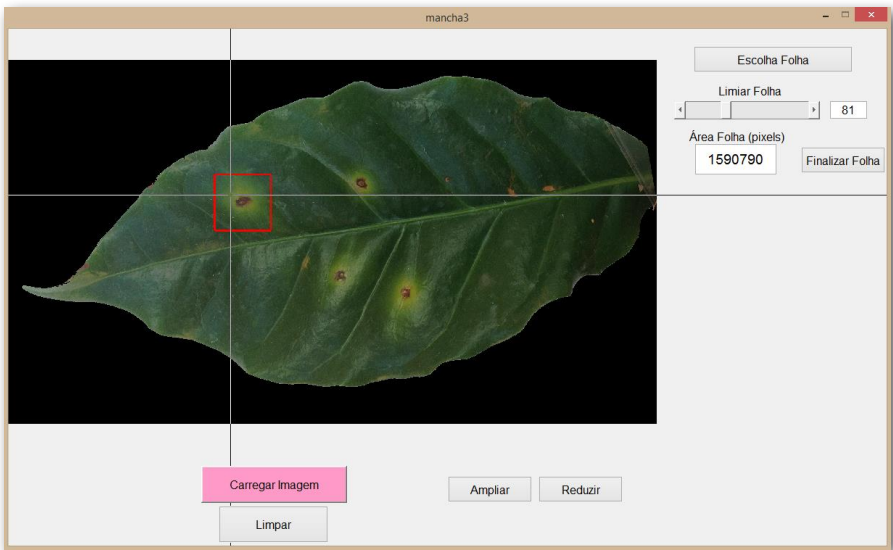 mancha3
Escolha Folha
Limiar Folha
81
Área Folha (pixels)
1590790
Finalizar Folha
Carregar Imagem
Ampliar
Reduzir
Limpar